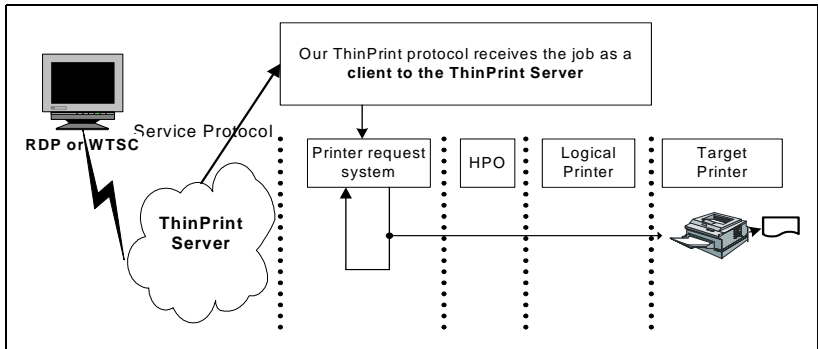 Our ThinPrint protocol receives the job as a
client to the ThinPrint Server
Service Protocol
RDP or WTSC
Printer request
system
HPO
Logical
Printer
Target
Printer
ThinPrint
Server